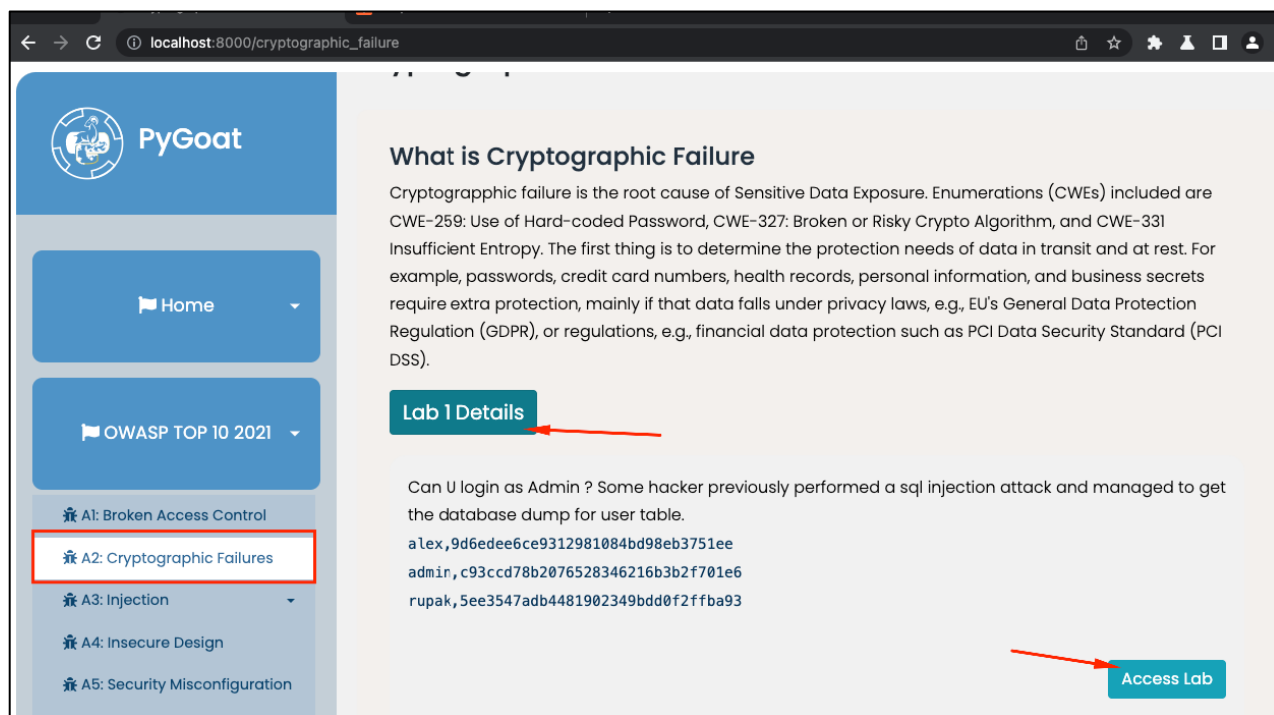 localhost:8000/cryptographic_failure
PyGoat
Home
OWASP TOP 10 2021
A1: Broken Access Control
A2: Cryptographic Failures
A3: Injection
A4: Insecure Design
A5: Security Misconfiguration
What is Cryptographic Failure
Cryptograpphic failure is the root cause of Sensitive Data Exposure. Enumerations (CWEs) included are
CWE-259: Use of Hard-coded Password, CWE-327: Broken or Risky Crypto Algorithm, and CWE-331
Insufficient Entropy. The first thing is to determine the protection needs of data in transit and at rest. For
example, passwords, credit card numbers, health records, personal information, and business secrets
require extra protection, mainly if that data falls under privacy laws, e.g., EU's General Data Protection
Regulation (GDPR), or regulations, e.g., financial data protection such as PCI Data Security Standard (PCI
DSS).
Lab 1 Details
Can U login as Admin ? Some hacker previously performed a sql injection attack and managed to get
the database dump for user table.
alex,9d6edee6ce9312981084bd98eb3751ee
admin,c93ccd78b2076528346216b3b2f701e6
rupak,5ee3547adb4481902349bdd0f2ffba93
Access Lab